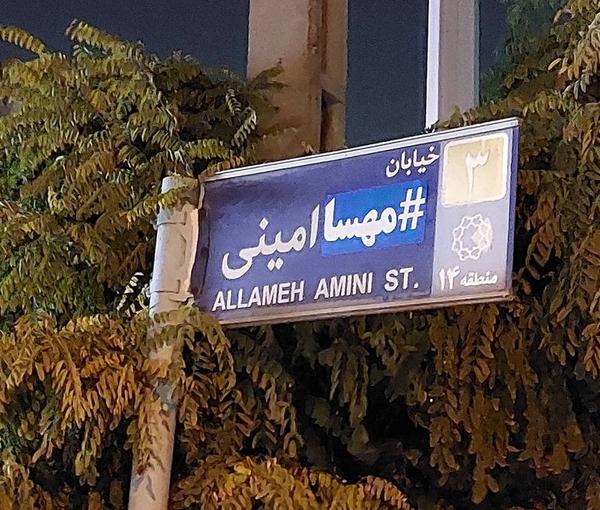 خیابان
#مهسا امینی
ALLAMEH AMINI ST.
۳
منطقه ۱۴